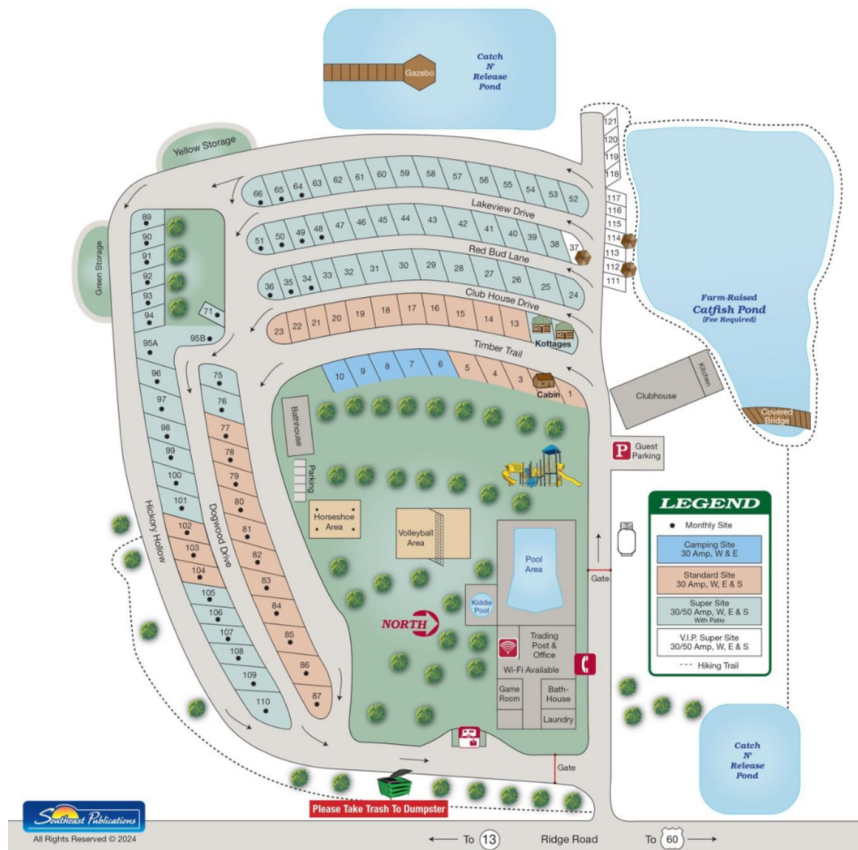 Catch
N'
Release
Pond
Gazebo
Yellow Storage
Green Storage
121
120
119
118
117
116
115
114
113
112
111
66 65 64 63 62 61 60 59 58 57 56 55 54 53 52
Lakeview Drive
51 50 49 48 47 46 45 44 43 42 41 40 39 38 37
Red Bud Lane
36 35 34 33 32 31 30 29 28 27 26 25 24
Club House Drive
23 22 21 20 19 18 17 16 15 14 13
Kottages
Timber Trail
10 9 8 7 6 5 4 3 1
Cabin
89
90
91
92
93
94
71
95A
95B
96
97
98
99
100
101
102
103
104
105
106
107
108
109
110
Hickory Hollow
75
76
77
78
79
80
81
82
83
84
85
86
87
Dogwood Drive
Farm-Raised
Catfish Pond
(Fee Required)
Clubhouse
Kitchen
Covered
Bridge
P
Guest
Parking
Bathhouse
Parking
Horseshoe
Area
Volleyball
Area
Pool
Area
Kiddie
Pool
NORTH
Trading
Post &
Office
Wi-Fi Available
Game
Room
Bath-
House
Laundry
Gate
Gate
LEGEND
Monthly Site
Camping Site
30 Amp, W & E
Standard Site
30 Amp, W, E & S
Super Site
30/50 Amp, W, E & S
With Patio
V.I.P. Super Site
30/50 Amp, W, E & S
Hiking Trail
Catch
N'
Release
Pond
Please Take Trash To Dumpster
Southeast Publications
All Rights Reserved © 2024
To 13 Ridge Road To 60